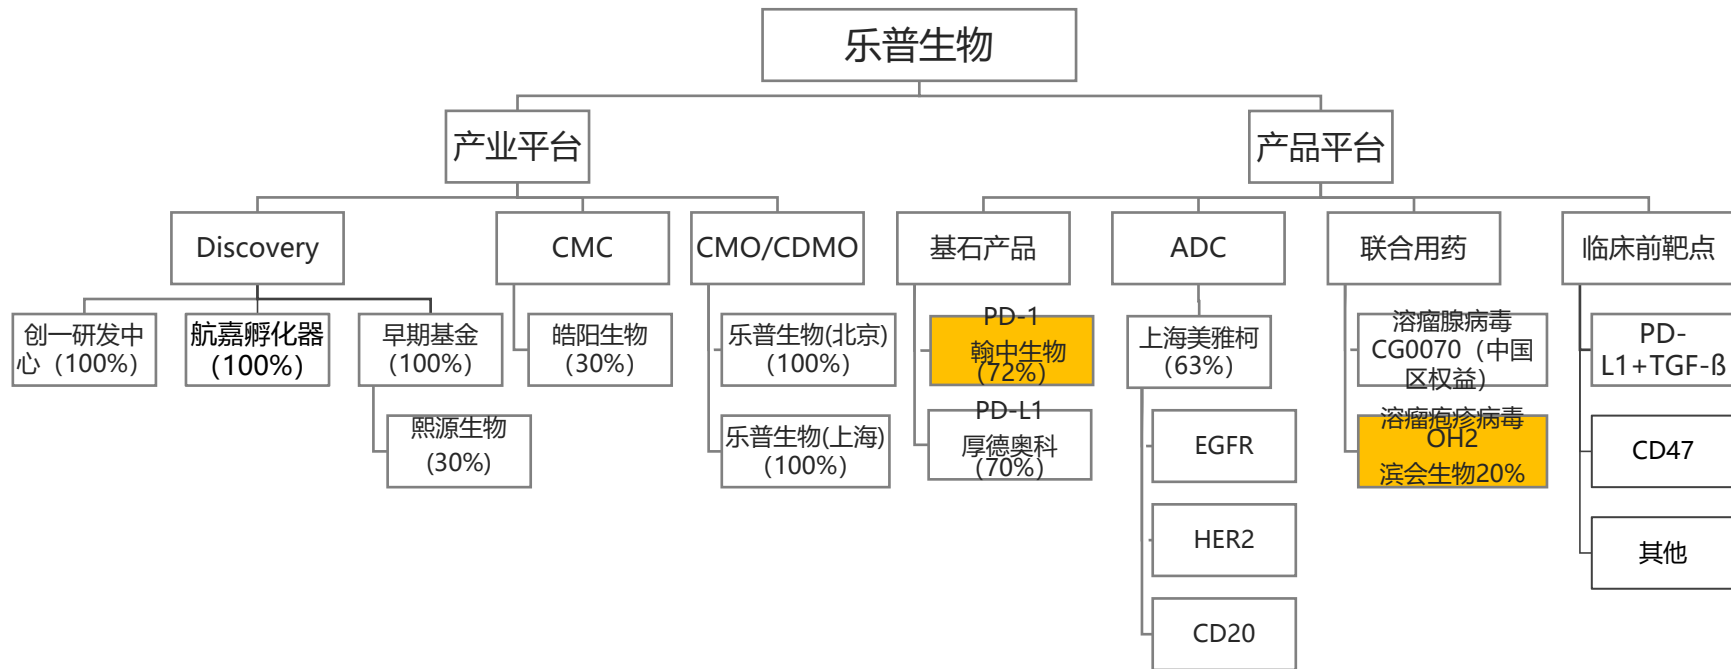 乐普生物
产业平台
产品平台
Discovery
CMC
CMO/CDMO
基石产品
ADC
联合用药
临床前靶点
创一研发中
心（100%）
航嘉孵化器
(100%)
早期基金
(100%)
熙源生物
(30%)
皓阳生物
(30%)
乐普生物(北京)
(100%)
乐普生物(上海)
(100%)
PD-1
翰中生物
(72%)
PD-L1
厚德奥科
(70%)
上海美雅柯
(63%)
EGFR
HER2
CD20
溶瘤腺病毒
CG0070（中国
区权益）
溶瘤疱疹病毒
OH2
滨会生物20%
PD-
L1+TGF-ß
CD47
其他